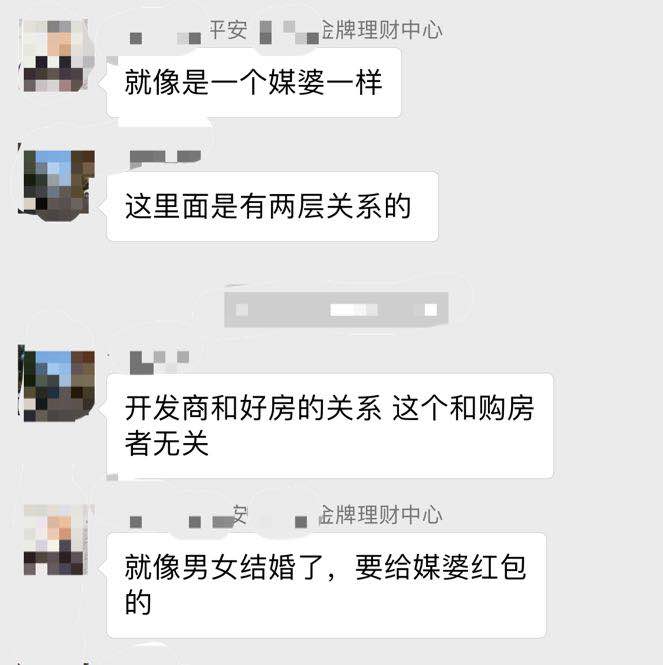 平安 金牌理财中心
就像是一个媒婆一样
这里面是有两层关系的
开发商和好房的关系 这个和购房
者无关
安 金牌理财中心
就像男女结婚了，要给媒婆红包
的